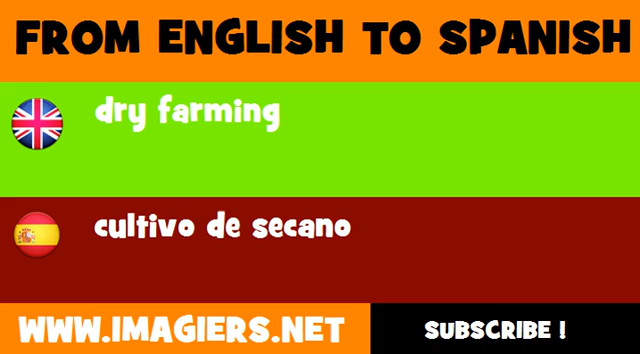 FROM ENGLISH TO SPANISH
dry farming
cultivo de secano
WWW.IMAGIERS.NET
SUBSCRIBE !